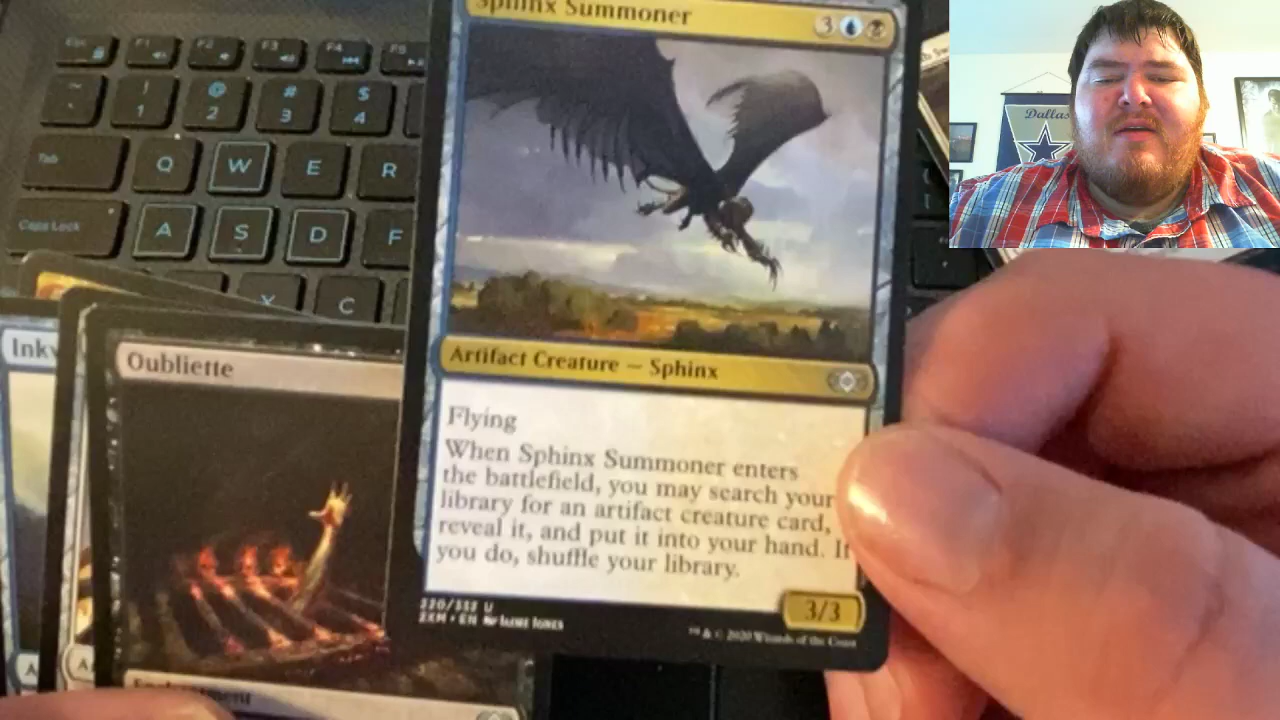 Sphinx Summoner
3
Artifact Creature — Sphinx
Flying
When Sphinx Summoner enters
the battlefield, you may search your
library for an artifact creature card,
reveal it, and put it into your hand. If
you do, shuffle your library.
3/3
220/332 U
2XM • EN Jaime Jones
™ & © 2020 Wizards of the Coast
Oubliette
Ink
A
A
Dallas
Esc F1 F2 F3 F4 F5
~ ! @ # $
1 2 3 4
Tab Q W E R
Caps Lock A S D F
X C